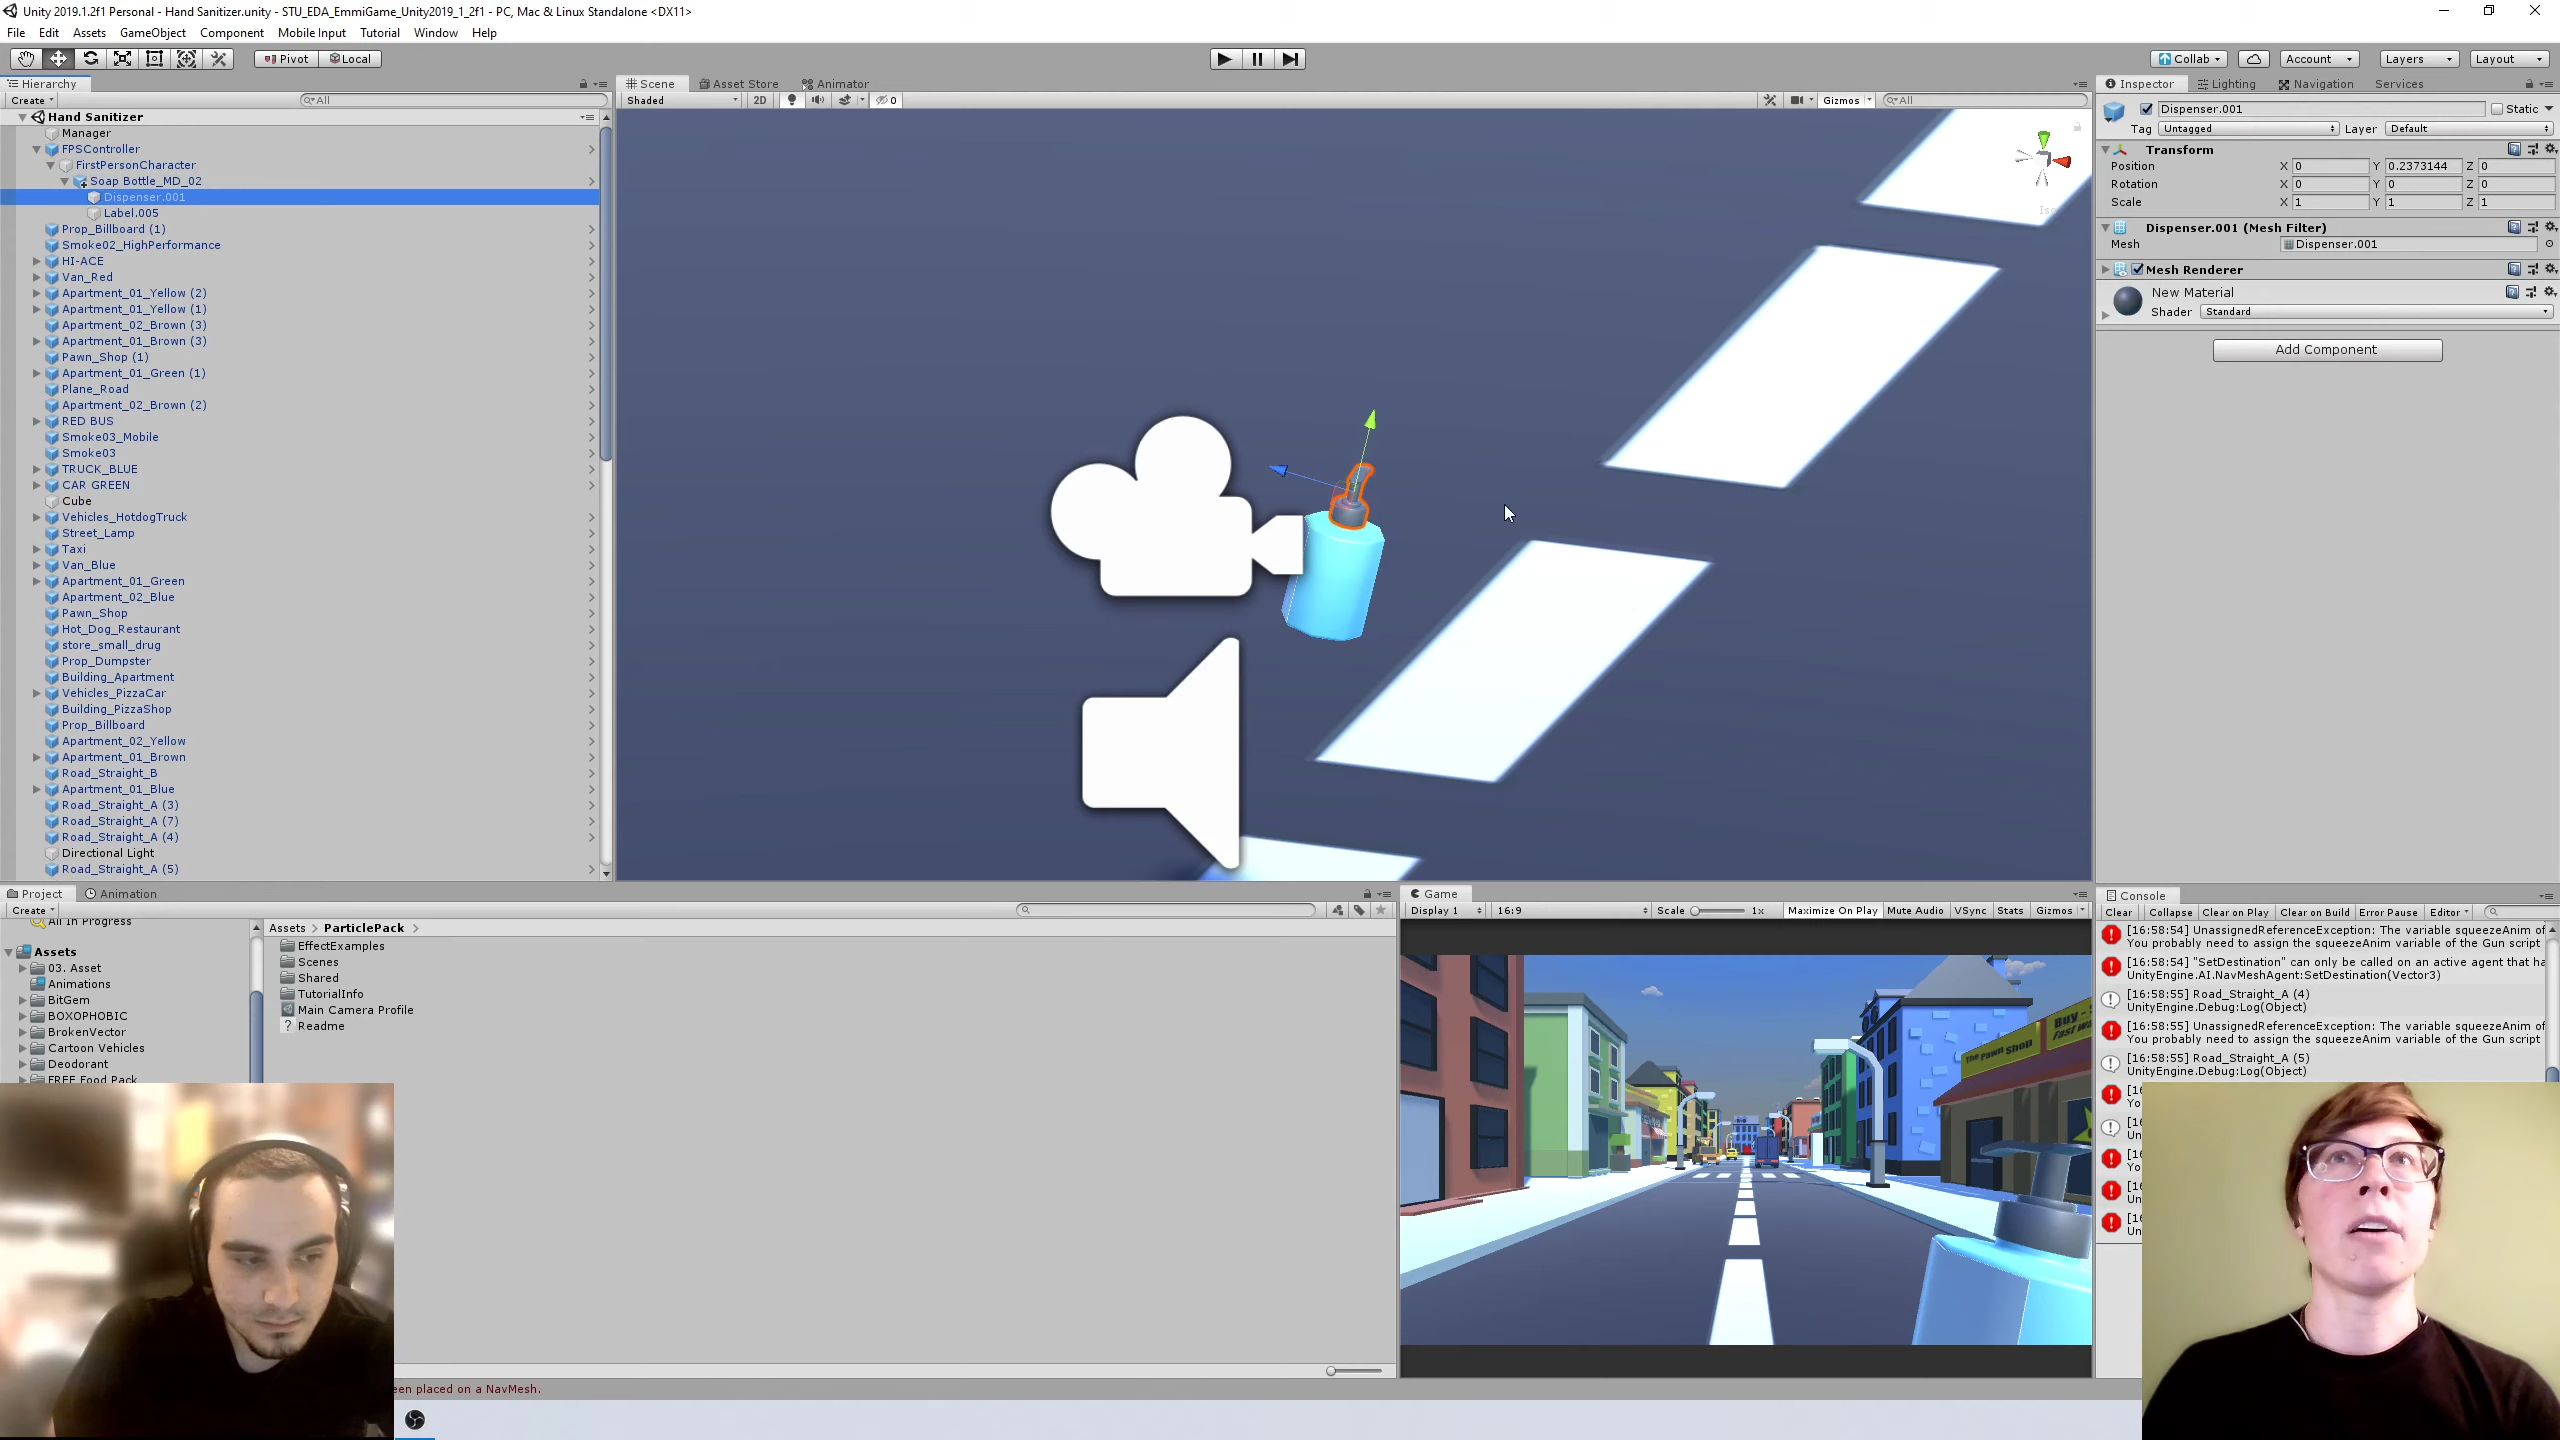 Unity 2019.1.2f1 Personal - Hand Sanitizer.unity - STU_EDA_EmmiGame_Unity2019_1_2f1 - PC, Mac & Linux Standalone <DX11>
File Edit Assets GameObject Component Mobile Input Tutorial Window Help
Pivot Local Collab Account Layers Layout
Hierarchy
Create All
Hand Sanitizer
Manager
FPSController
FirstPersonCharacter
Soap Bottle_MD_02
Dispenser.001
Label.005
Prop_Billboard (1)
Smoke02_HighPerformance
HI-ACE
Van_Red
Apartment_01_Yellow (2)
Apartment_01_Yellow (1)
Apartment_02_Brown (3)
Apartment_01_Brown (3)
Pawn_Shop (1)
Apartment_01_Green (1)
Plane_Road
Apartment_02_Brown (2)
RED BUS
Smoke03_Mobile
Smoke03
TRUCK_BLUE
CAR GREEN
Cube
Vehicles_HotdogTruck
Street_Lamp
Taxi
Van_Blue
Apartment_01_Green
Apartment_02_Blue
Pawn_Shop
Hot_Dog_Restaurant
store_small_drug
Prop_Dumpster
Building_Apartment
Vehicles_PizzaCar
Building_PizzaShop
Prop_Billboard
Apartment_02_Yellow
Apartment_01_Brown
Road_Straight_B
Apartment_01_Blue
Road_Straight_A (3)
Road_Straight_A (7)
Road_Straight_A (4)
Directional Light
Road_Straight_A (5)
Scene Asset Store Animator
Shaded 2D 0 Gizmos All
Iso
Inspector Lighting Navigation Services
Dispenser.001 Static
Tag Untagged Layer Default
Transform
Position X 0 Y 0.2373144 Z 0
Rotation X 0 Y 0 Z 0
Scale X 1 Y 1 Z 1
Dispenser.001 (Mesh Filter)
Mesh Dispenser.001
Mesh Renderer
New Material
Shader Standard
Add Component
Project Animation
Create
All In Progress
Assets
03. Asset
Animations
BitGem
BOXOPHOBIC
BrokenVector
Cartoon Vehicles
Deodorant
FREE Food Pack
Assets ParticlePack
EffectExamples
Scenes
Shared
TutorialInfo
Main Camera Profile
Readme
een placed on a NavMesh.
Game
Display 1 16:9 Scale 1x Maximize On Play Mute Audio VSync Stats Gizmos
The Pawn Shop
Buy -
Fast
Console
Clear Collapse Clear on Play Clear on Build Error Pause Editor
[16:58:54] UnassignedReferenceException: The variable squeezeAnim of
You probably need to assign the squeezeAnim variable of the Gun script
[16:58:54] "SetDestination" can only be called on an active agent that ha
UnityEngine.AI.NavMeshAgent:SetDestination(Vector3)
[16:58:55] Road_Straight_A (4)
UnityEngine.Debug:Log(Object)
[16:58:55] UnassignedReferenceException: The variable squeezeAnim of
You probably need to assign the squeezeAnim variable of the Gun script
[16:58:55] Road_Straight_A (5)
UnityEngine.Debug:Log(Object)